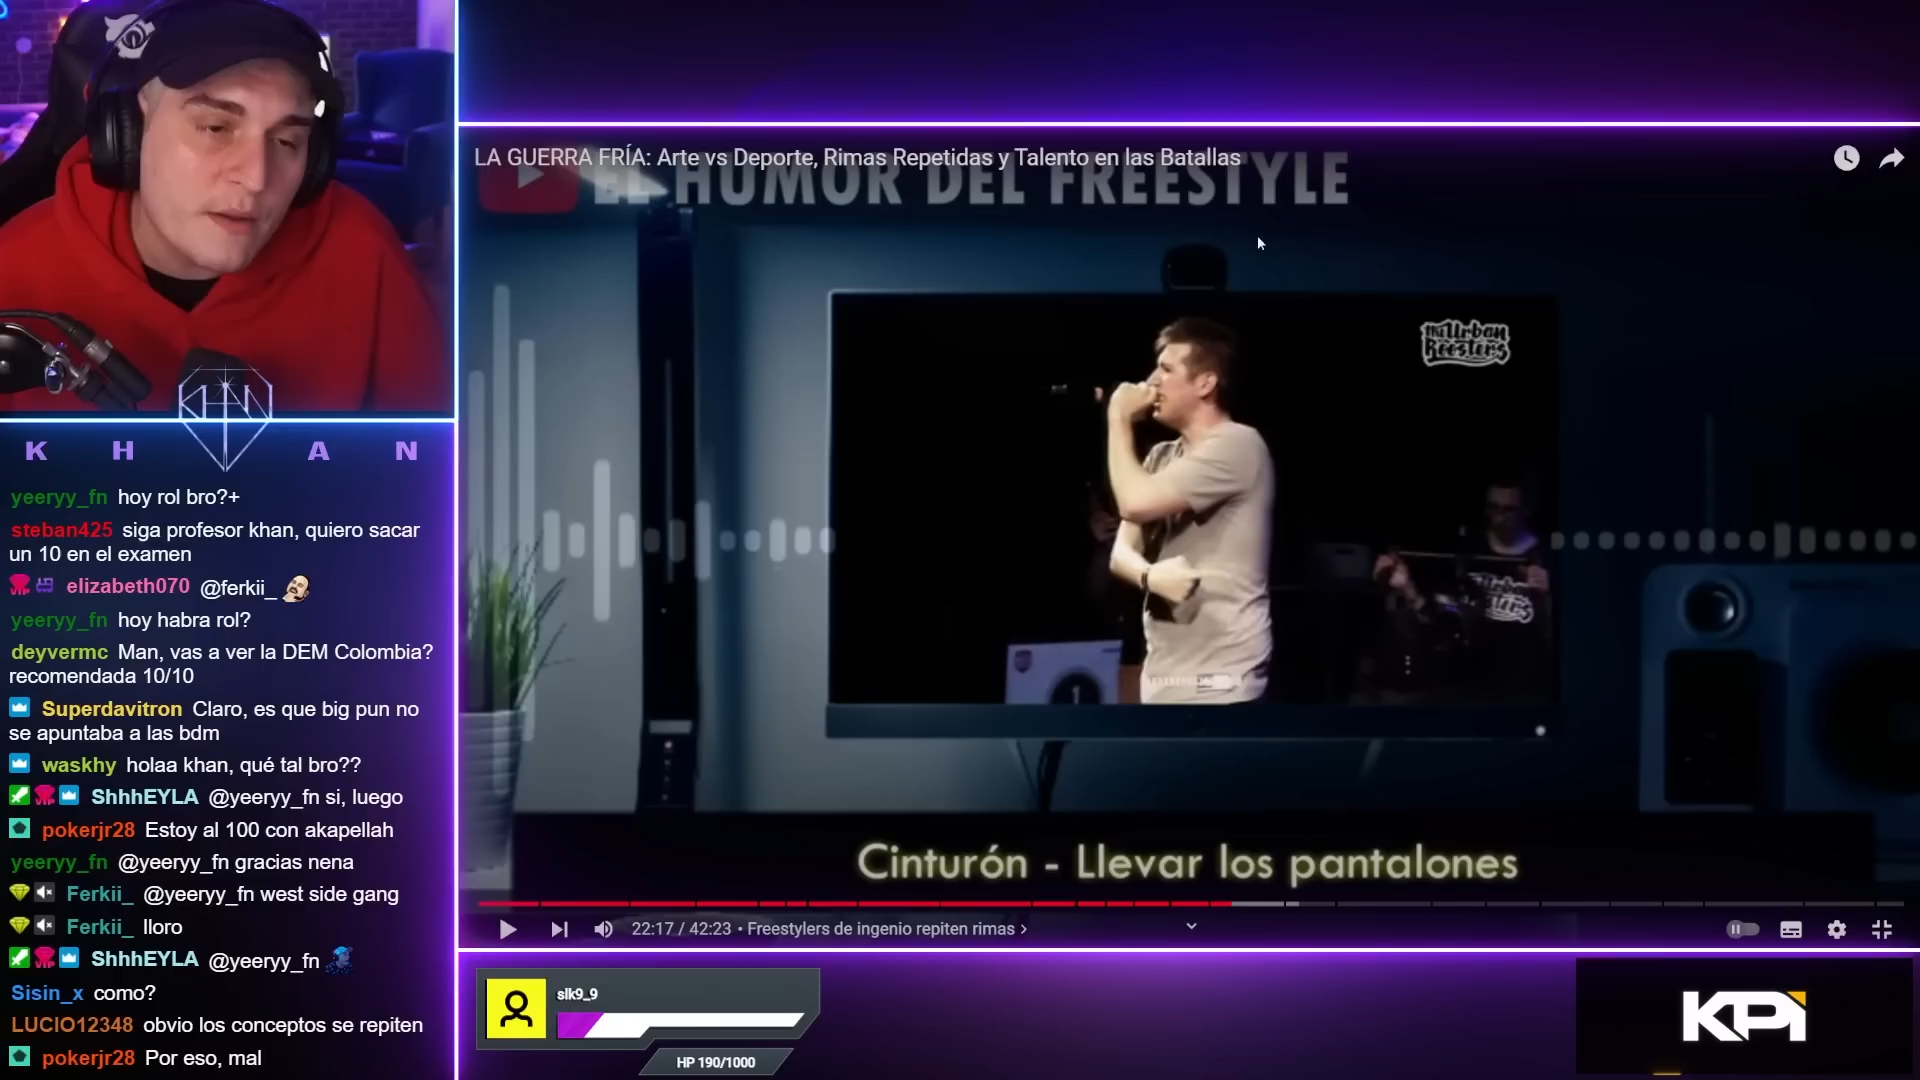 KHAN
K H A N
yeeryy_fn hoy rol bro?+
steban425 siga profesor khan, quiero sacar
un 10 en el examen
elizabeth070 @ferkii_
yeeryy_fn hoy habra rol?
deyvermc Man, vas a ver la DEM Colombia?
recomendada 10/10
Superdavitron Claro, es que big pun no
se apuntaba a las bdm
waskhy holaa khan, qué tal bro??
ShhhEYLA @yeeryy_fn si, luego
pokerjr28 Estoy al 100 con akapellah
yeeryy_fn @yeeryy_fn gracias nena
Ferkii_ @yeeryy_fn west side gang
Ferkii_ lloro
ShhhEYLA @yeeryy_fn
Sisin_x como?
LUCIO12348 obvio los conceptos se repiten
pokerjr28 Por eso, mal
LA GUERRA FRÍA: Arte vs Deporte, Rimas Repetidas y Talento en las Batallas
EL HUMOR DEL FREESTYLE
The Urban Roosters
1
Cinturón - Llevar los pantalones
22:17 / 42:23 • Freestylers de ingenio repiten rimas ›
slk9_9
HP 190/1000
KPI